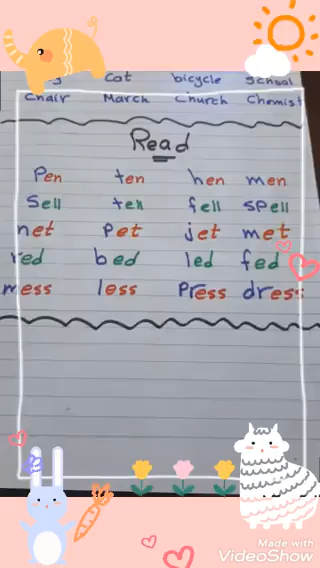 cat bicycle school
chair March church chemist
Read
Pen ten hen men
Sell tell fell spell
net Pet jet met
red bed led fed
mess less Press dress
Made with
VideoShow